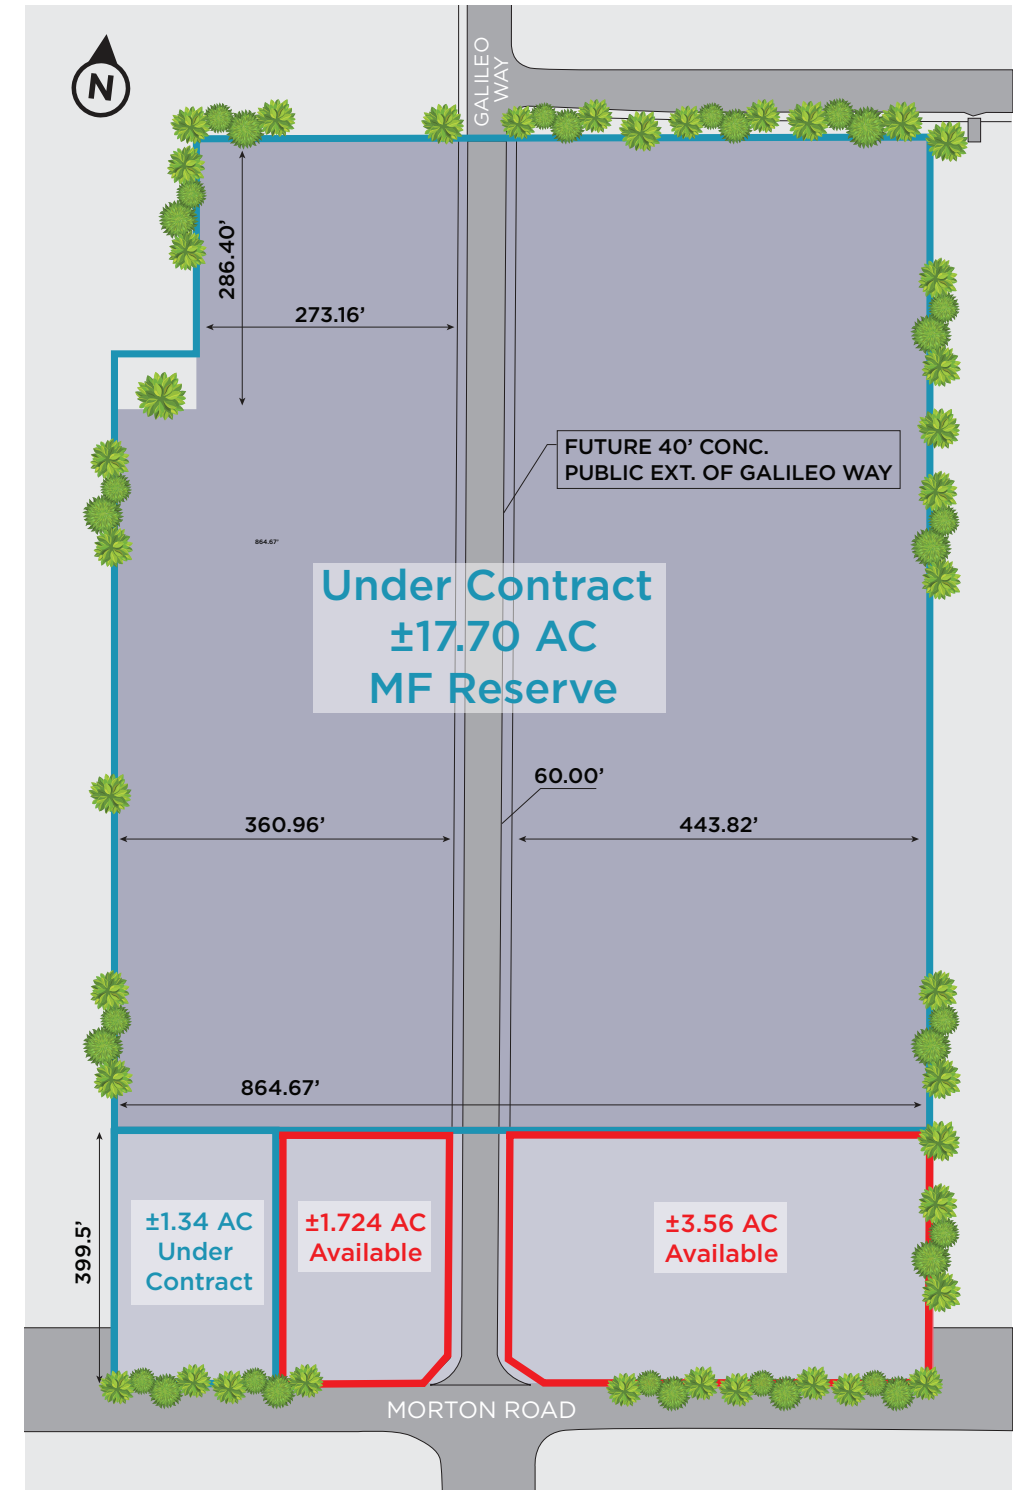 GALILEO
WAY
N
286.40’
273.16’
FUTURE 40’ CONC.
PUBLIC EXT. OF GALILEO WAY
864.67’
Under Contract
±17.70 AC
MF Reserve
60.00’
360.96’
443.82’
864.67’
399.5’
±1.34 AC
Under
Contract
±1.724 AC
Available
±3.56 AC
Available
MORTON ROAD